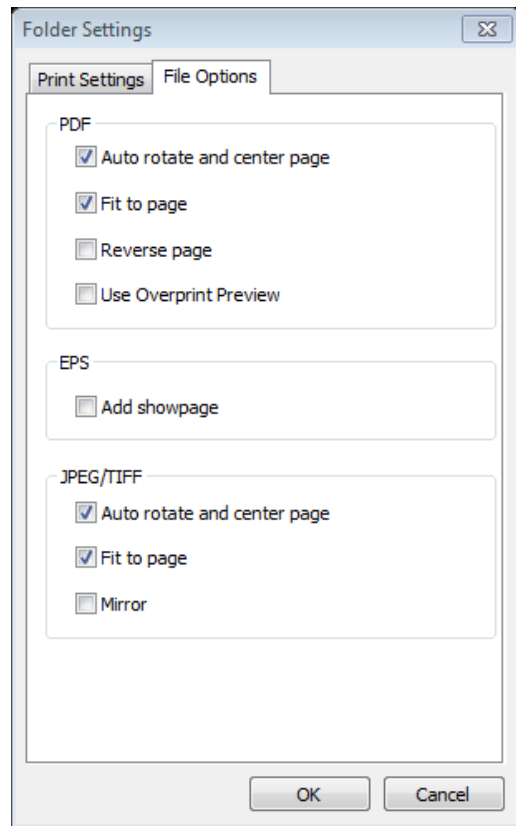 Folder Settings
Print Settings File Options
PDF
Auto rotate and center page
Fit to page
Reverse page
Use Overprint Preview
EPS
Add showpage
JPEG/TIFF
Auto rotate and center page
Fit to page
Mirror
OK Cancel